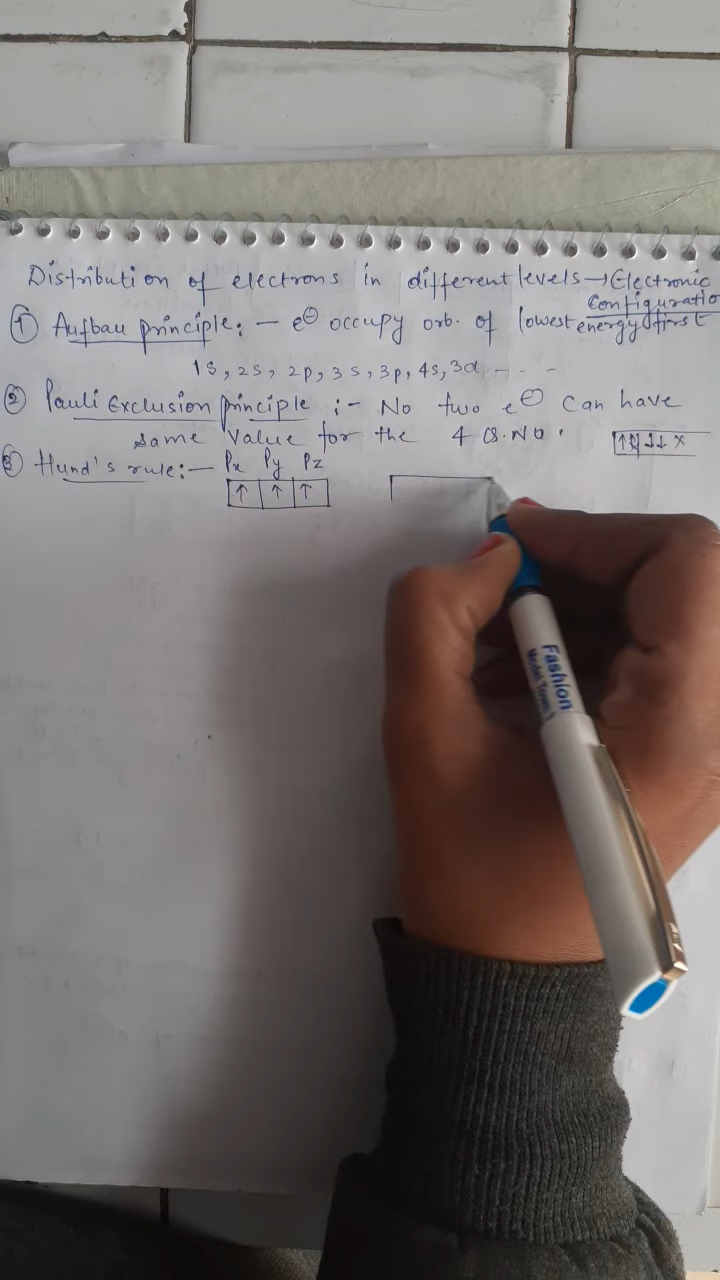 Distribution of electrons in different levels → Electronic
Configuration
① Aufbau principle: - e⊖ occupy orb. of lowest energy first
1s, 2s, 2p, 3s, 3p, 4s, 3d - - - -
② Pauli Exclusion principle :- No two e⊖ can have
same value for the 4 Q.No.
↑↑ ↓↓ ×
③ Hund's rule:- Px Py Pz
↑ ↑ ↑
Fashion